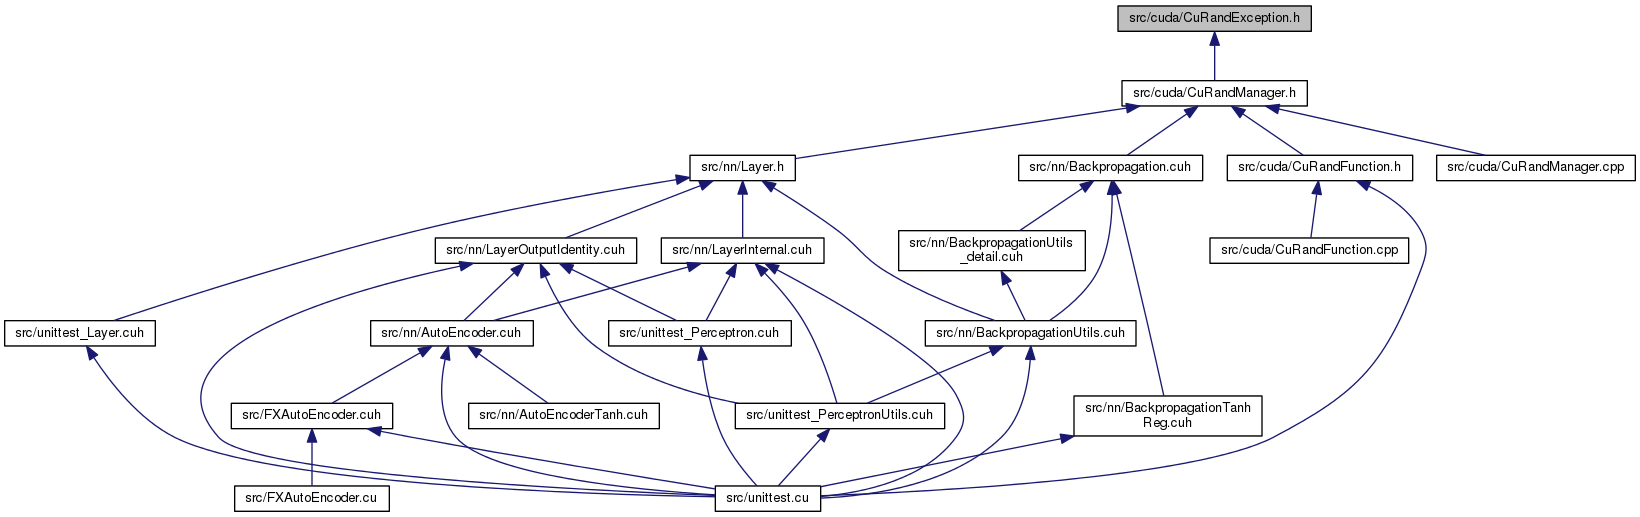 src/cuda/CuRandException.h
src/cuda/CuRandManager.h
src/nn/Layer.h
src/nn/Backpropagation.cuh
src/cuda/CuRandFunction.h
src/cuda/CuRandManager.cpp
src/nn/LayerOutputIdentity.cuh
src/nn/LayerInternal.cuh
src/nn/BackpropagationUtils
_detail.cuh
src/cuda/CuRandFunction.cpp
src/unittest_Layer.cuh
src/nn/AutoEncoder.cuh
src/unittest_Perceptron.cuh
src/nn/BackpropagationUtils.cuh
src/FXAutoEncoder.cuh
src/nn/AutoEncoderTanh.cuh
src/unittest_PerceptronUtils.cuh
src/nn/BackpropagationTanh
Reg.cuh
src/FXAutoEncoder.cu
src/unittest.cu